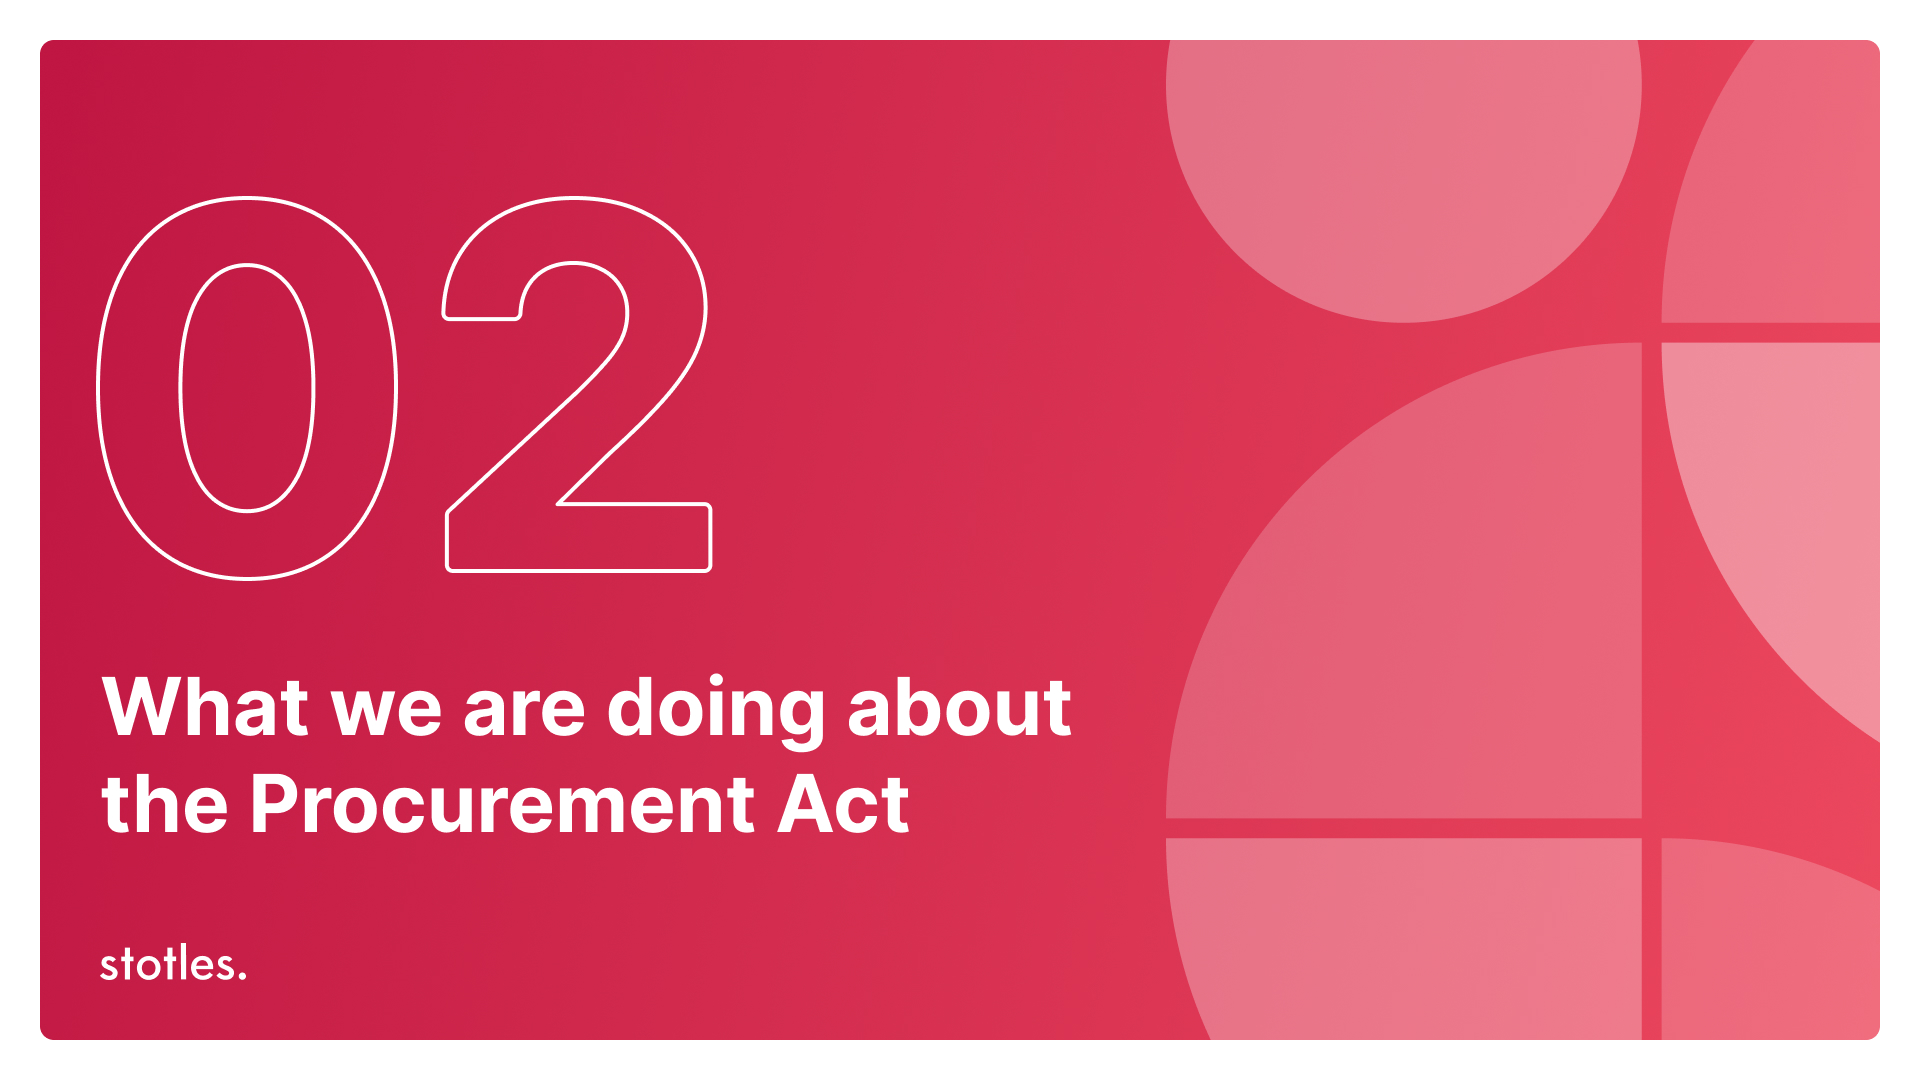 02
What we are doing about
the Procurement Act
stotles.